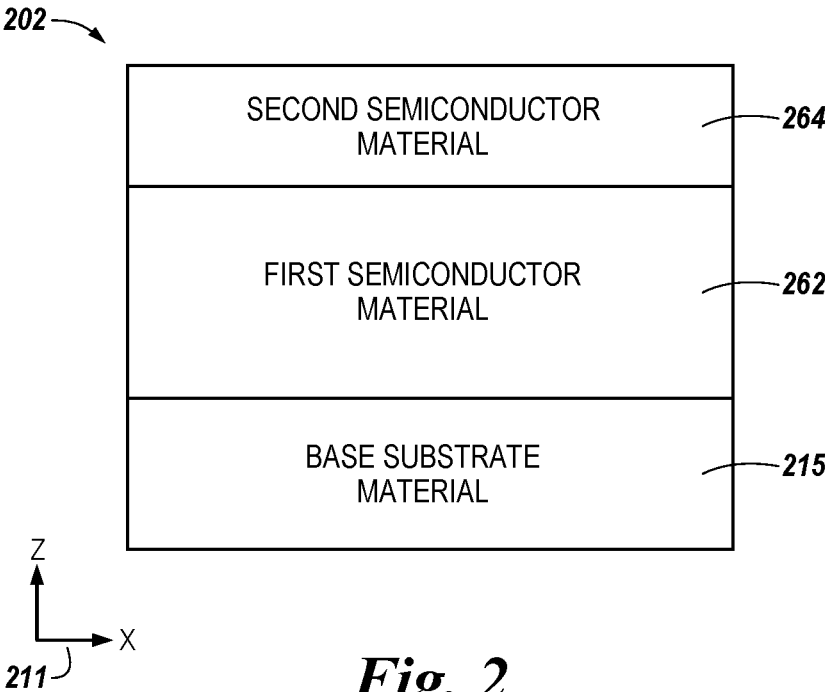 202
SECOND SEMICONDUCTOR
MATERIAL
264
FIRST SEMICONDUCTOR
MATERIAL
262
BASE SUBSTRATE
MATERIAL
215
Z
X
211
Fig. 2